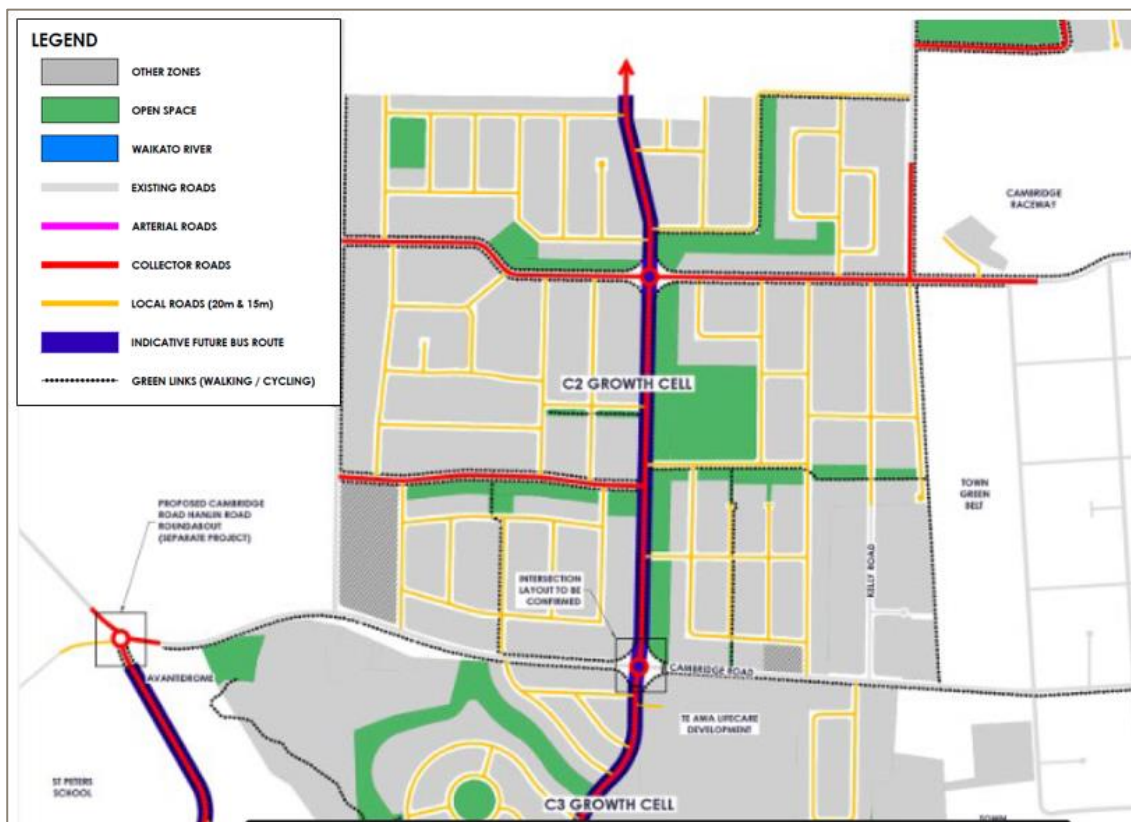 LEGEND
OTHER ZONES
OPEN SPACE
WAIKATO RIVER
EXISTING ROADS
ARTERIAL ROADS
COLLECTOR ROADS
LOCAL ROADS (20m & 15m)
INDICATIVE FUTURE BUS ROUTE
GREEN LINKS (WALKING / CYCLING)
CAMBRIDGE
RACEWAY
C2 GROWTH CELL
TOWN
GREEN
BELT
PROPOSED CAMBRIDGE
ROAD HANLIN ROAD
ROUNDABOUT
(SEPARATE PROJECT)
KELLY ROAD
INTERSECTION
LAYOUT TO BE
CONFIRMED
CAMBRIDGE ROAD
AVANTIDROME
TE AWA LIFECARE
DEVELOPMENT
ST PETERS
SCHOOL
C3 GROWTH CELL
TOWN